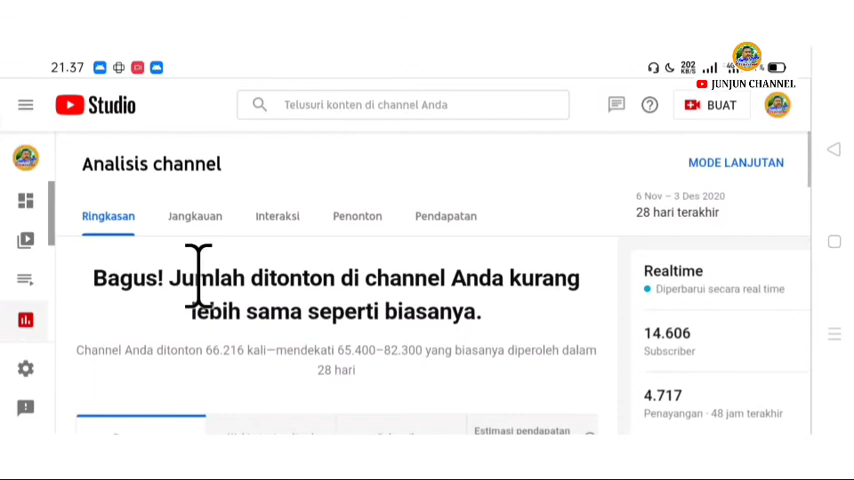 21.37
202
KB/S
JUNJUN CHANNEL
Studio
Telusuri konten di channel Anda
BUAT
Analisis channel
MODE LANJUTAN
6 Nov – 3 Des 2020
28 hari terakhir
Ringkasan
Jangkauan
Interaksi
Penonton
Pendapatan
Bagus! Jumlah ditonton di channel Anda kurang
lebih sama seperti biasanya.
Channel Anda ditonton 66.216 kali—mendekati 65.400–82.300 yang biasanya diperoleh dalam
28 hari
Realtime
Diperbarui secara real time
14.606
Subscriber
4.717
Penayangan · 48 jam terakhir
Estimasi pendapatan